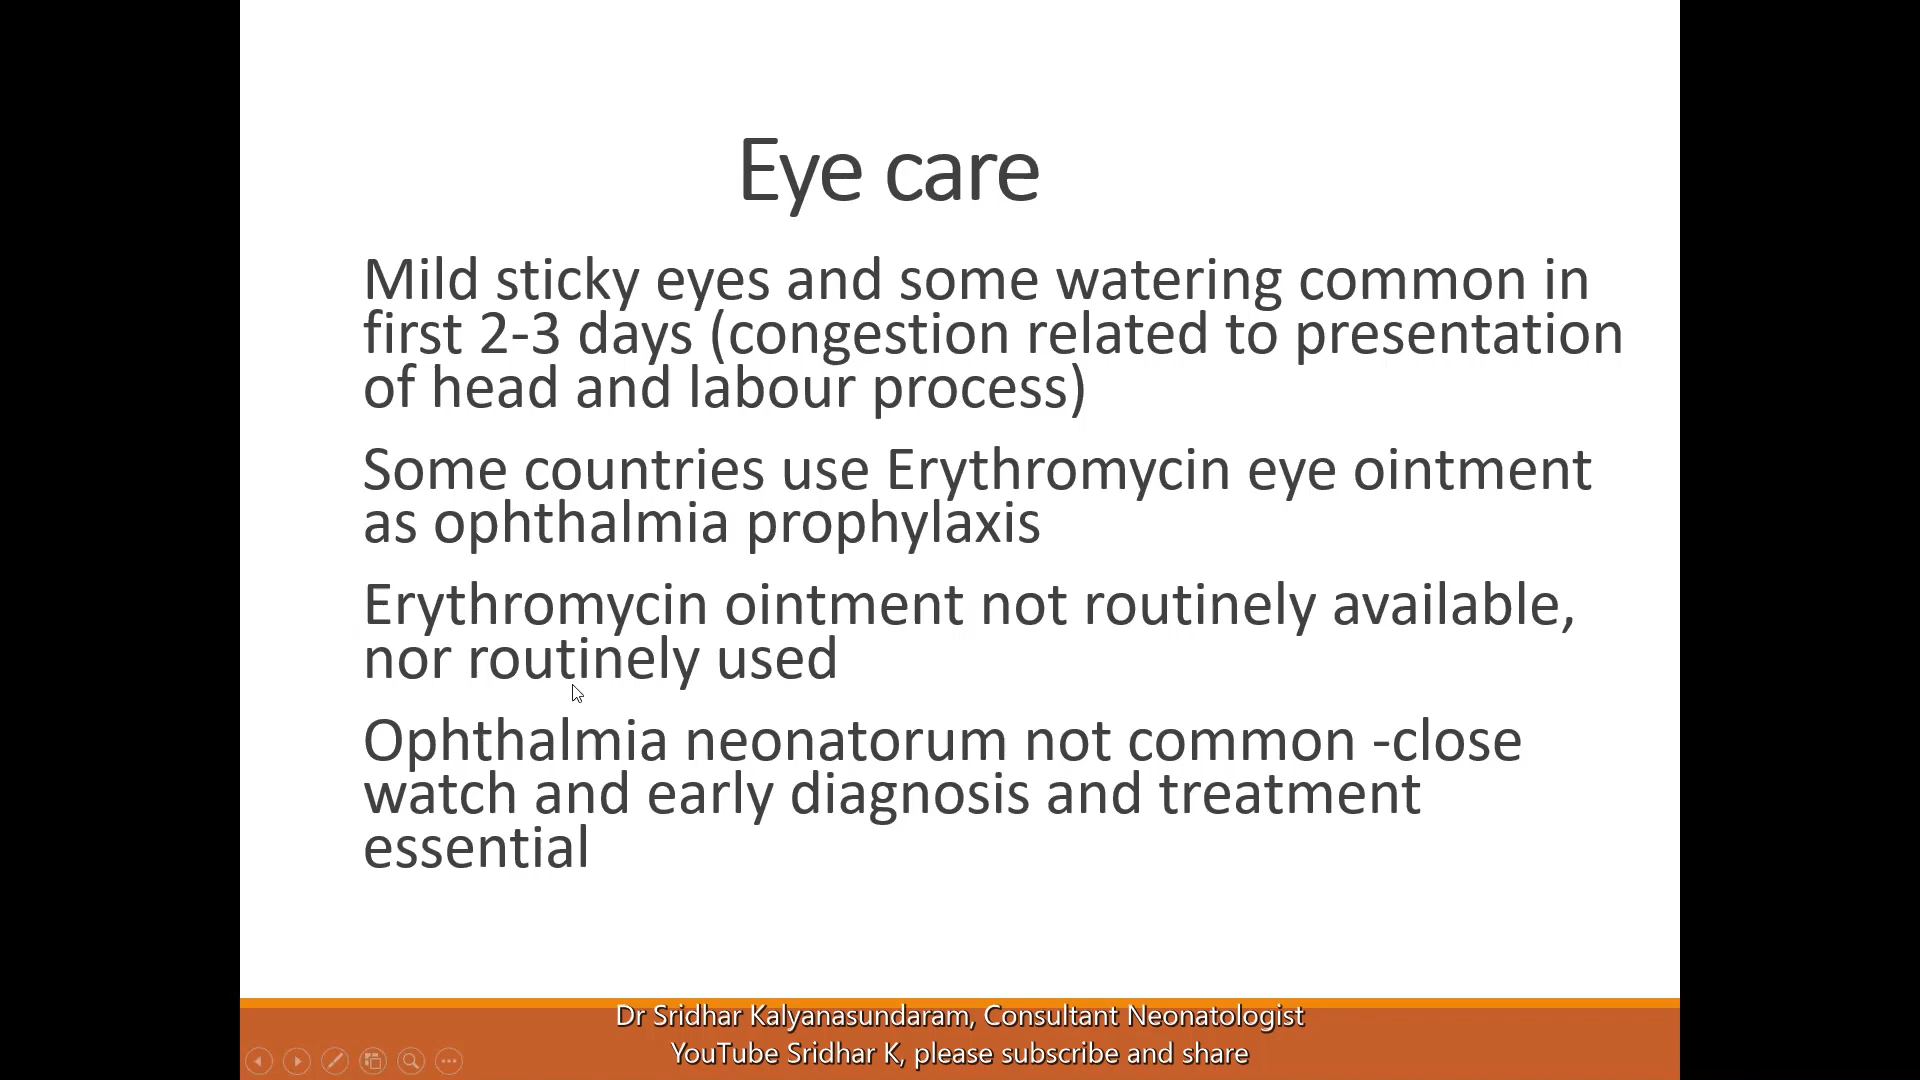 Eye care
Mild sticky eyes and some watering common in
first 2-3 days (congestion related to presentation
of head and labour process)
Some countries use Erythromycin eye ointment
as ophthalmia prophylaxis
Erythromycin ointment not routinely available,
nor routinely used
Ophthalmia neonatorum not common -close
watch and early diagnosis and treatment
essential
Dr Sridhar Kalyanasundaram, Consultant Neonatologist
YouTube Sridhar K, please subscribe and share